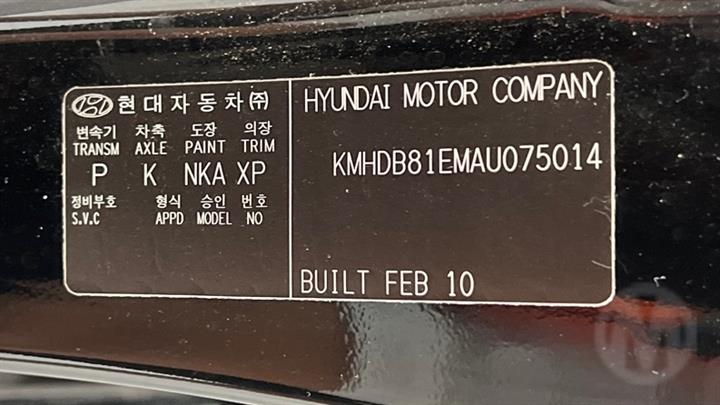 현대자동차㈜
변속기 차축 도장 의장
TRANSM AXLE PAINT TRIM
P K NKA XP
정비부호 형식 승인 번호
S.V.C APPD MODEL NO
HYUNDAI MOTOR COMPANY
KMHDB81EMAU075014
BUILT FEB 10
M